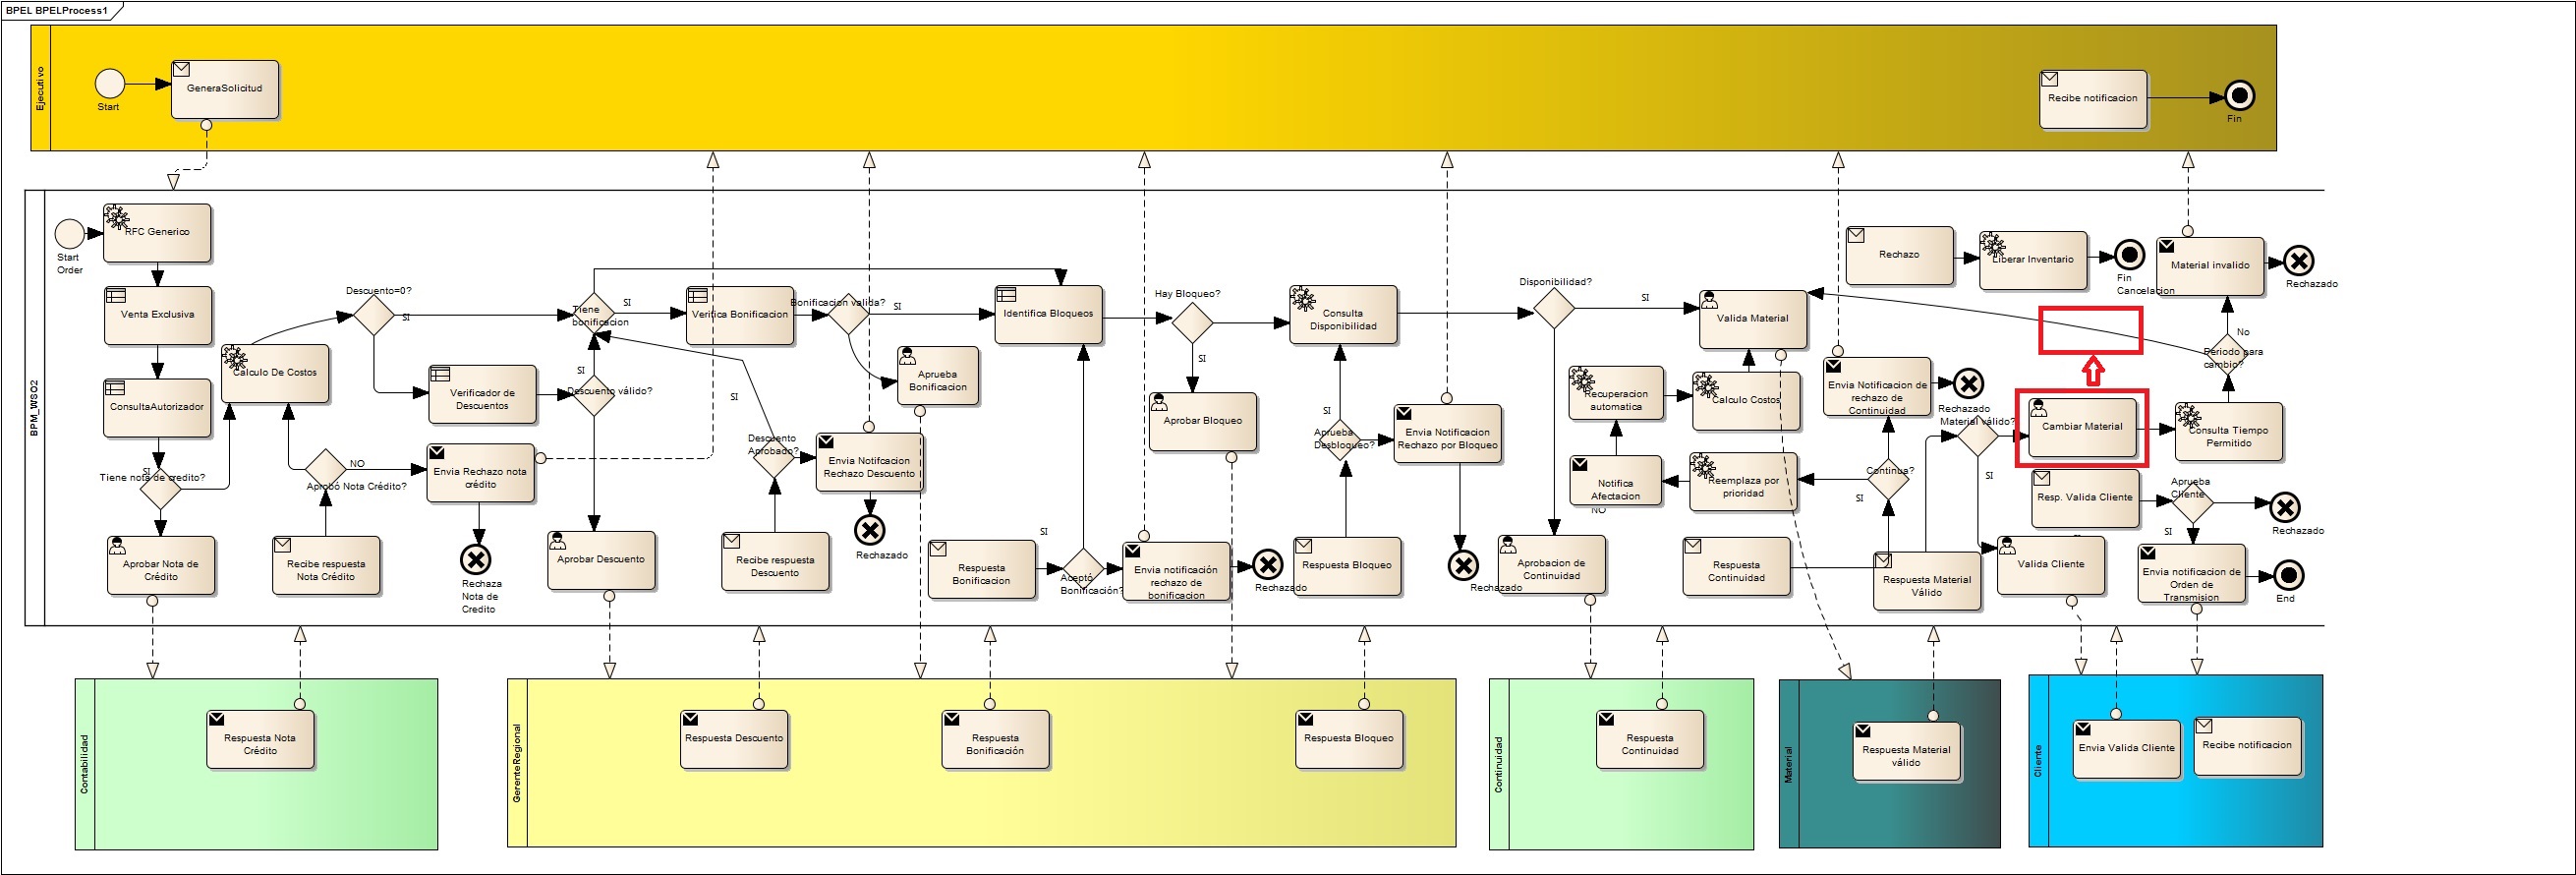 BPEL BPELProcess1
Ejecutivo
Start
GeneraSolicitud
Recibe notificacion
Fin
BPM_WSO2
Start
Order
RFC Generico
Venta Exclusiva
ConsultaAutorizador
SI
Tiene nota de credito?
Aprobar Nota de
Crédito
Calculo De Costos
NO
Aprobó Nota Crédito?
Recibe respuesta
Nota Crédito
Envia Rechazo nota
crédito
Rechaza
Nota de
Credito
Descuento=0?
SI
Verificador de
Descuentos
SI
Descuento válido?
Aprobar Descuento
Tiene
bonificacion
SI
Verifica Bonificacion
SI
Descuento
Aprobado?
Recibe respuesta
Descuento
Bonificacion valida?
SI
Aprueba
Bonificacion
Envia Notifcacion
Rechazo Descuento
Rechazado
Identifica Bloqueos
Respuesta
Bonificacion
SI
Aceptó
Bonificación?
Envia notificación
rechazo de
bonificacion
Rechazado
Hay Bloqueo?
SI
Aprobar Bloqueo
Consulta
Disponibilidad
SI
Aprueba
Desbloqueo?
Respuesta Bloqueo
Envia Notificacion
Rechazo por Bloqueo
Rechazado
Disponibilidad?
SI
Aprobacion de
Continuidad
Valida Material
Recuperacion
automatica
Calculo Costos
Notifica
Afectacion
NO
Reemplaza por
prioridad
Respuesta
Continuidad
Envia Notificacion de
rechazo de
Continuidad
Rechazado
Continua?
SI
Respuesta Material
Válido
Material válido?
SI
Rechazo
Liberar Inventario
Fin
Cancelacion
Material invalido
Rechazado
No
Periodo para
cambio?
Cambiar Material
Consulta Tiempo
Permitido
Resp. Valida Cliente
Aprueba
Cliente
Rechazado
SI
Valida Cliente
Envia notificacion de
Orden de
Transmision
End
Contabilidad
Respuesta Nota
Crédito
GerenteRegional
Respuesta Descuento
Respuesta
Bonificación
Respuesta Bloqueo
Continuidad
Respuesta
Continuidad
Material
Respuesta Material
válido
Cliente
Envia Valida Cliente
Recibe notificacion